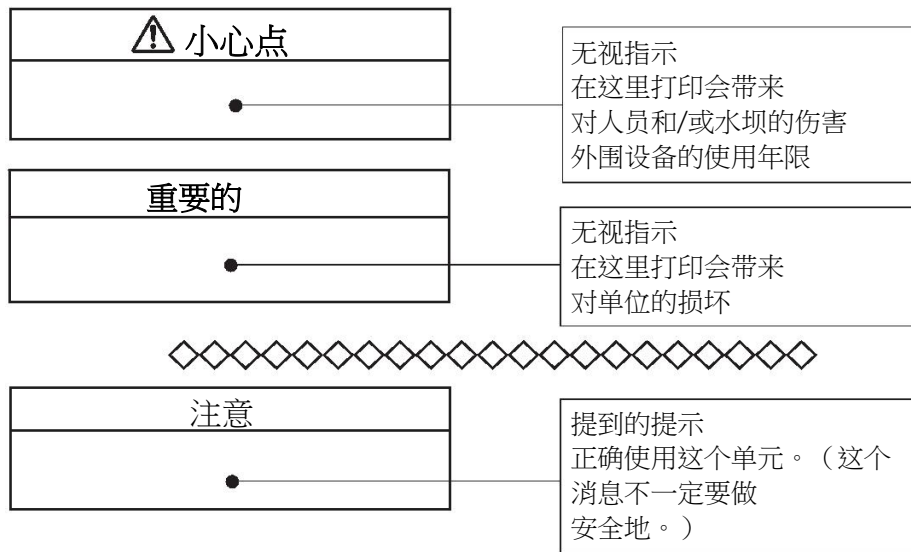 小心点
无视指示
在这里打印会带来
对人员和/或水坝的伤害
外围设备的使用年限
重要的
无视指示
在这里打印会带来
对单位的损坏
注意
提到的提示
正确使用这个单元。（这个
消息不一定要做
安全地。）